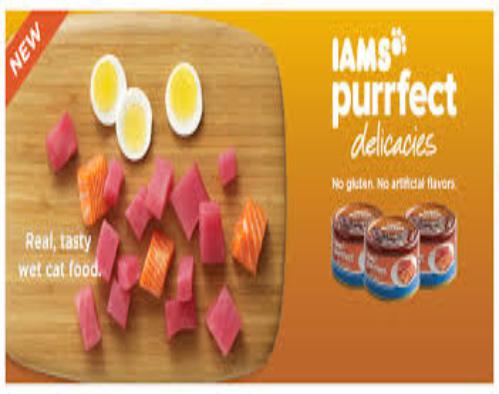 NEW
IAMS
purrfect
delicacies
No gluten. No artificial flavors.
Real, tasty
wet cat food.